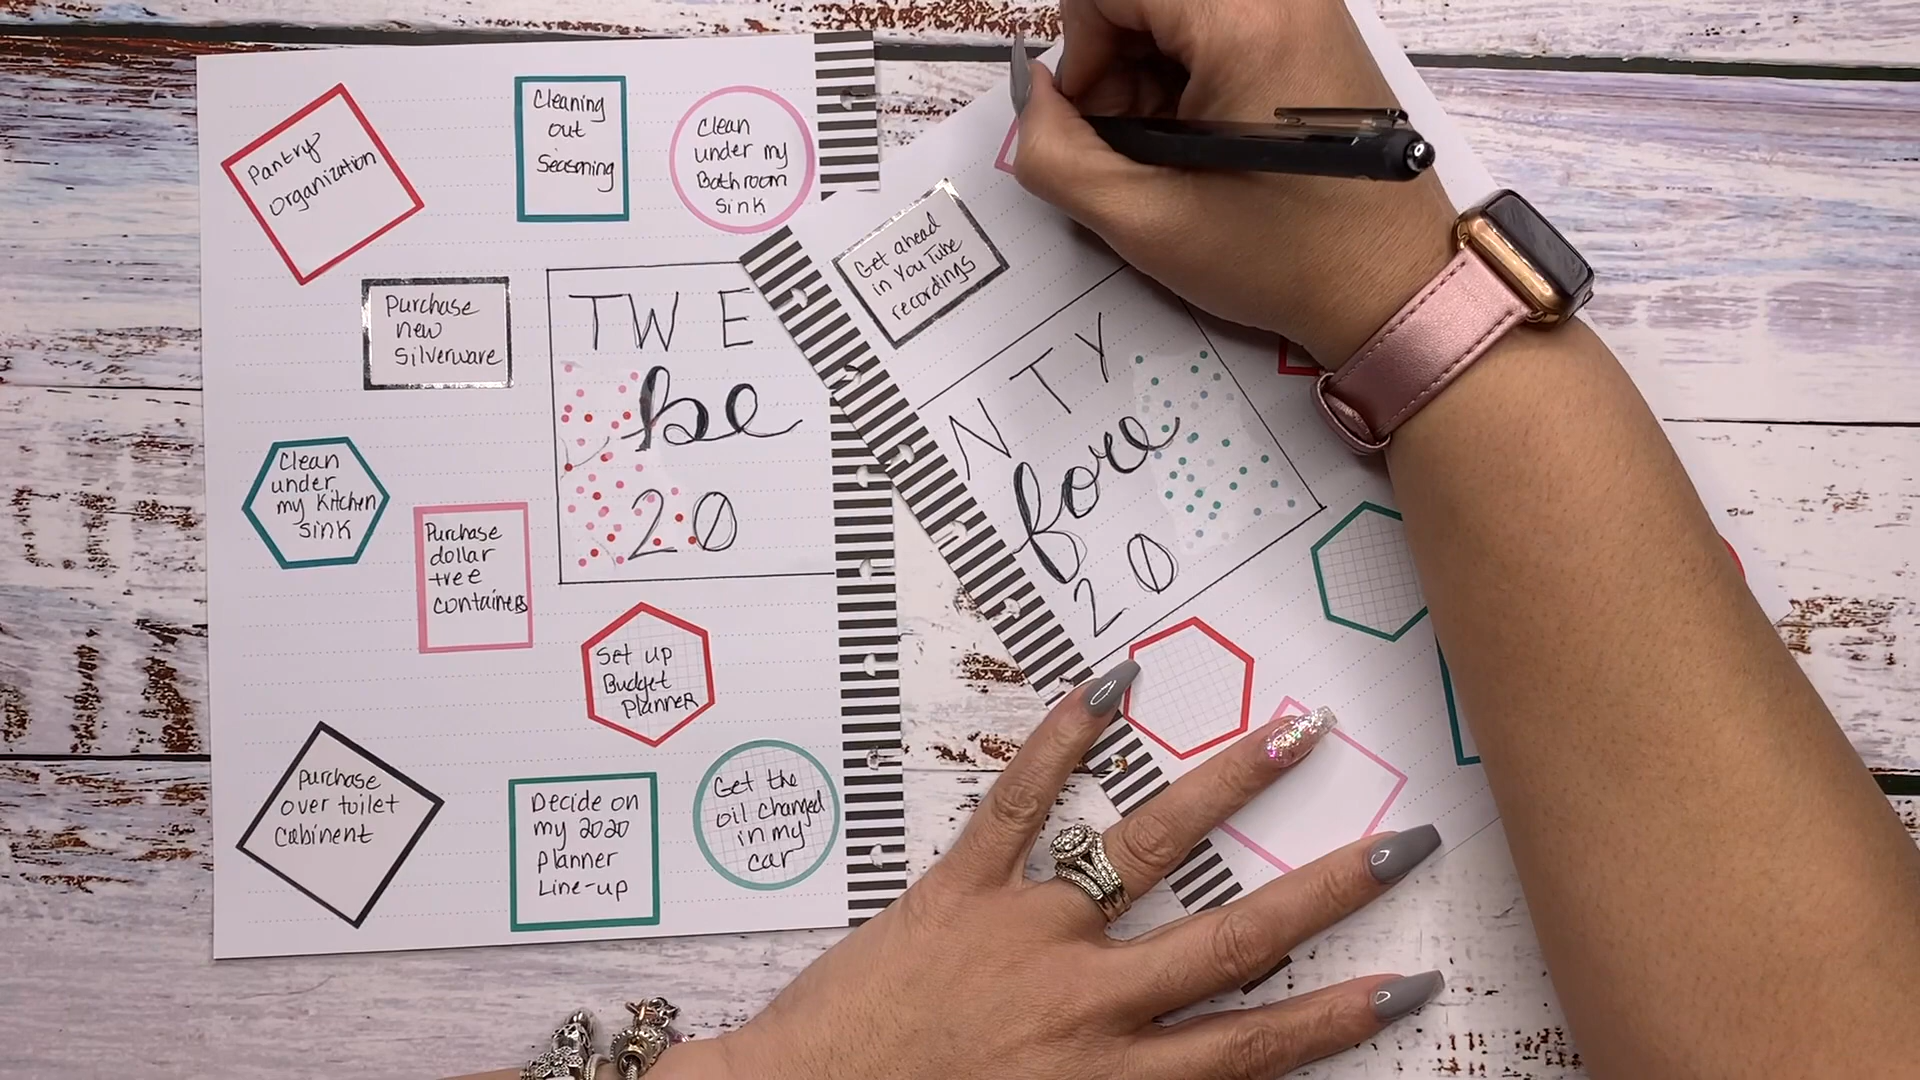 Pantry
organization
Cleaning
out
Seasoning
Clean
under my
Bathroom
sink
Purchase
new
Silverware
TWE
be
20
Clean
under
my Kitchen
sink
Purchase
dollar
tree
containers
Set up
Budget
Planner
Purchase
over toilet
Cabinent
Decide on
my 2020
Planner
Line-up
Get the
oil changed
in my
car
Get ahead
in YouTube
recordings
NTY
fore
20